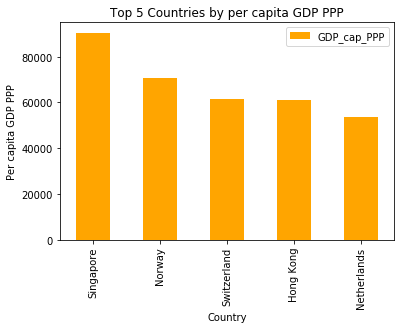 Top 5 Countries by per capita GDP PPP
GDP_cap_PPP
Per capita GDP PPP
80000
60000
40000
20000
0
Singapore
Norway
Switzerland
Hong Kong
Netherlands
Country